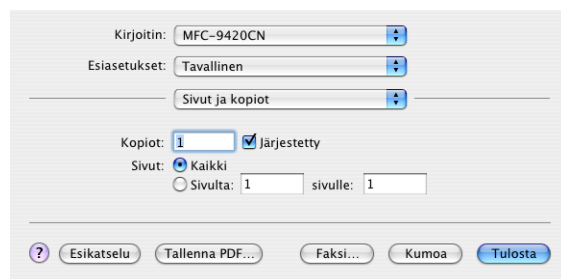 Kirjoitin: MFC-9420CN
Esiasetukset: Tavallinen
Sivut ja kopiot
Kopiot: 1 Järjestetty
Sivut: Kaikki
Sivulta: 1 sivulle: 1
? Esikatselu Tallenna PDF... Faksi... Kumoa Tulosta